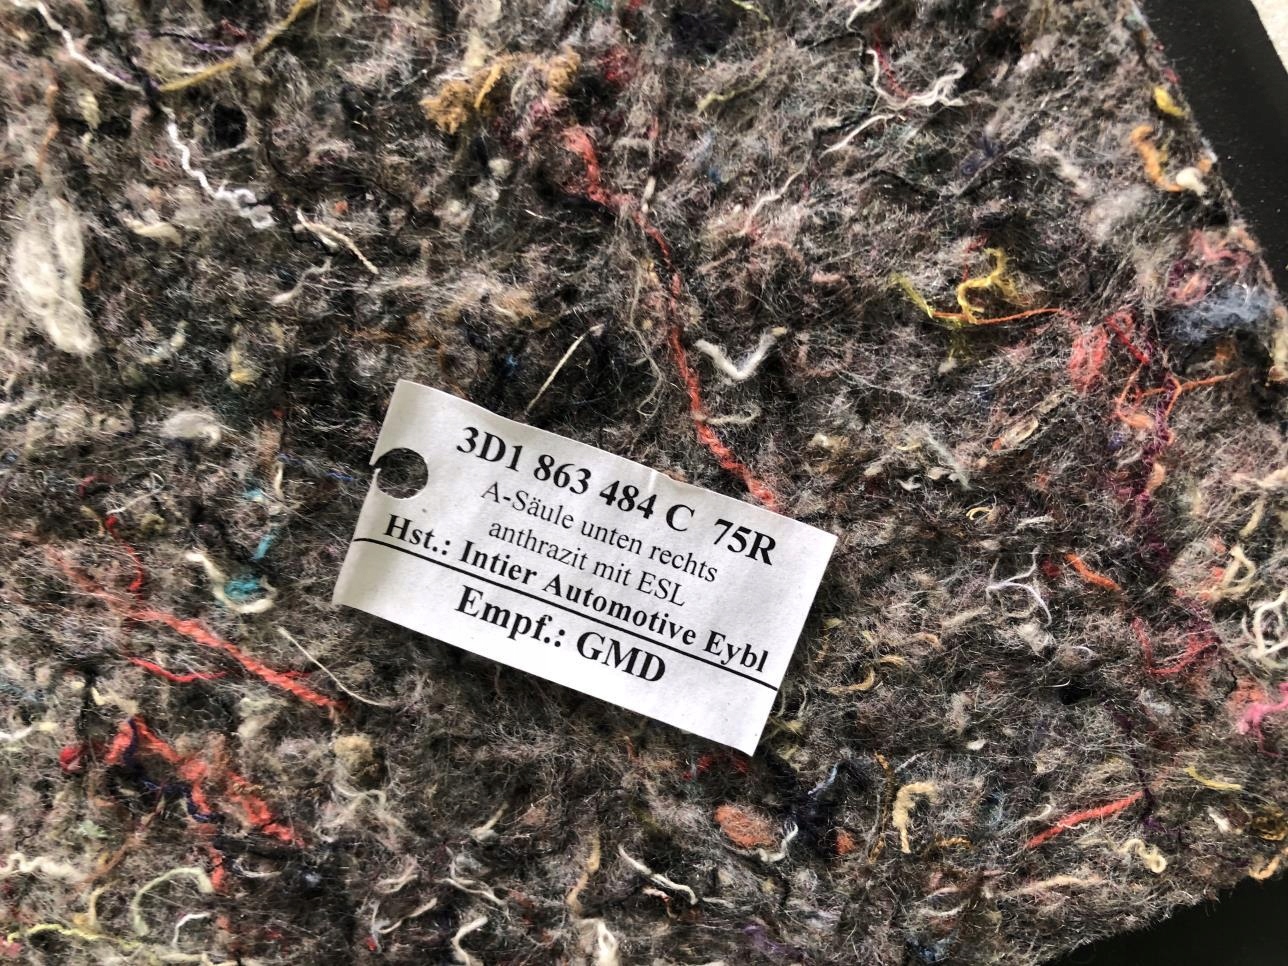 3D1 863 484 C 75R
A-Säule unten rechts
anthrazit mit ESL
Hst.: Intier Automotive Eybl
Empf.: GMD